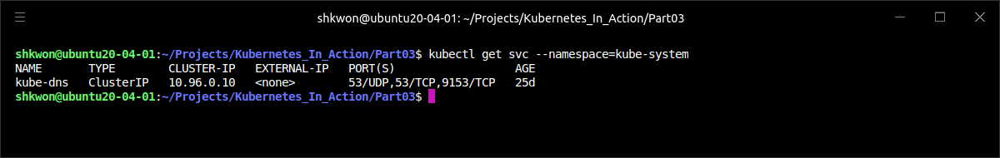 shkwon@ubuntu20-04-01: ~/Projects/Kubernetes_In_Action/Part03
shkwon@ubuntu20-04-01:~/Projects/Kubernetes_In_Action/Part03$ kubectl get svc --namespace=kube-system
NAME       TYPE        CLUSTER-IP   EXTERNAL-IP   PORT(S)                  AGE
kube-dns   ClusterIP   10.96.0.10   <none>        53/UDP,53/TCP,9153/TCP   25d
shkwon@ubuntu20-04-01:~/Projects/Kubernetes_In_Action/Part03$